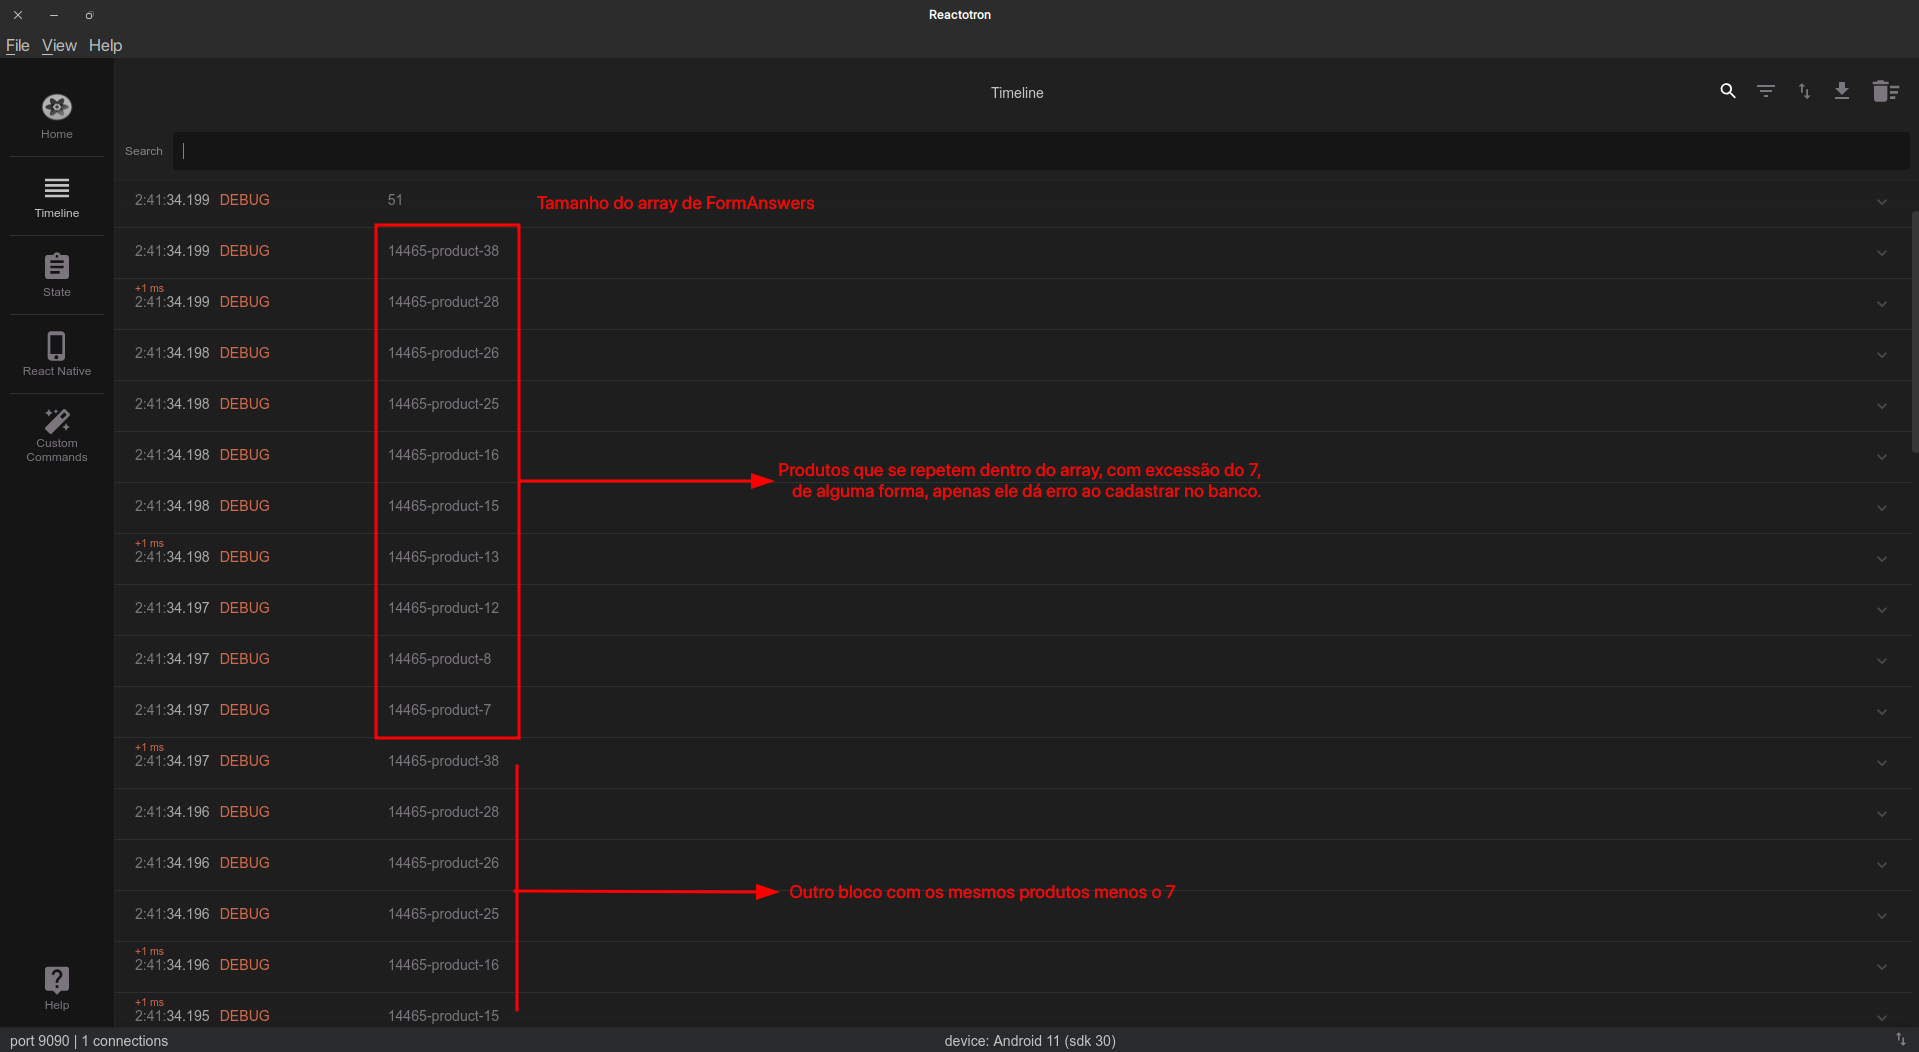 Reactotron
File View Help
Home
Timeline
State
React Native
Custom
Commands
Help
Timeline
Search
2:41:34.199 DEBUG 51 Tamanho do array de FormAnswers
2:41:34.199 DEBUG 14465-product-38
+1 ms
2:41:34.199 DEBUG 14465-product-28
2:41:34.198 DEBUG 14465-product-26
2:41:34.198 DEBUG 14465-product-25
2:41:34.198 DEBUG 14465-product-16
Produtos que se repetem dentro do array, com excessão do 7,
de alguma forma, apenas ele dá erro ao cadastrar no banco.
2:41:34.198 DEBUG 14465-product-15
+1 ms
2:41:34.198 DEBUG 14465-product-13
2:41:34.197 DEBUG 14465-product-12
2:41:34.197 DEBUG 14465-product-8
2:41:34.197 DEBUG 14465-product-7
+1 ms
2:41:34.197 DEBUG 14465-product-38
2:41:34.196 DEBUG 14465-product-28
2:41:34.196 DEBUG 14465-product-26
Outro bloco com os mesmos produtos menos o 7
2:41:34.196 DEBUG 14465-product-25
+1 ms
2:41:34.196 DEBUG 14465-product-16
+1 ms
2:41:34.195 DEBUG 14465-product-15
port 9090 | 1 connections
device: Android 11 (sdk 30)